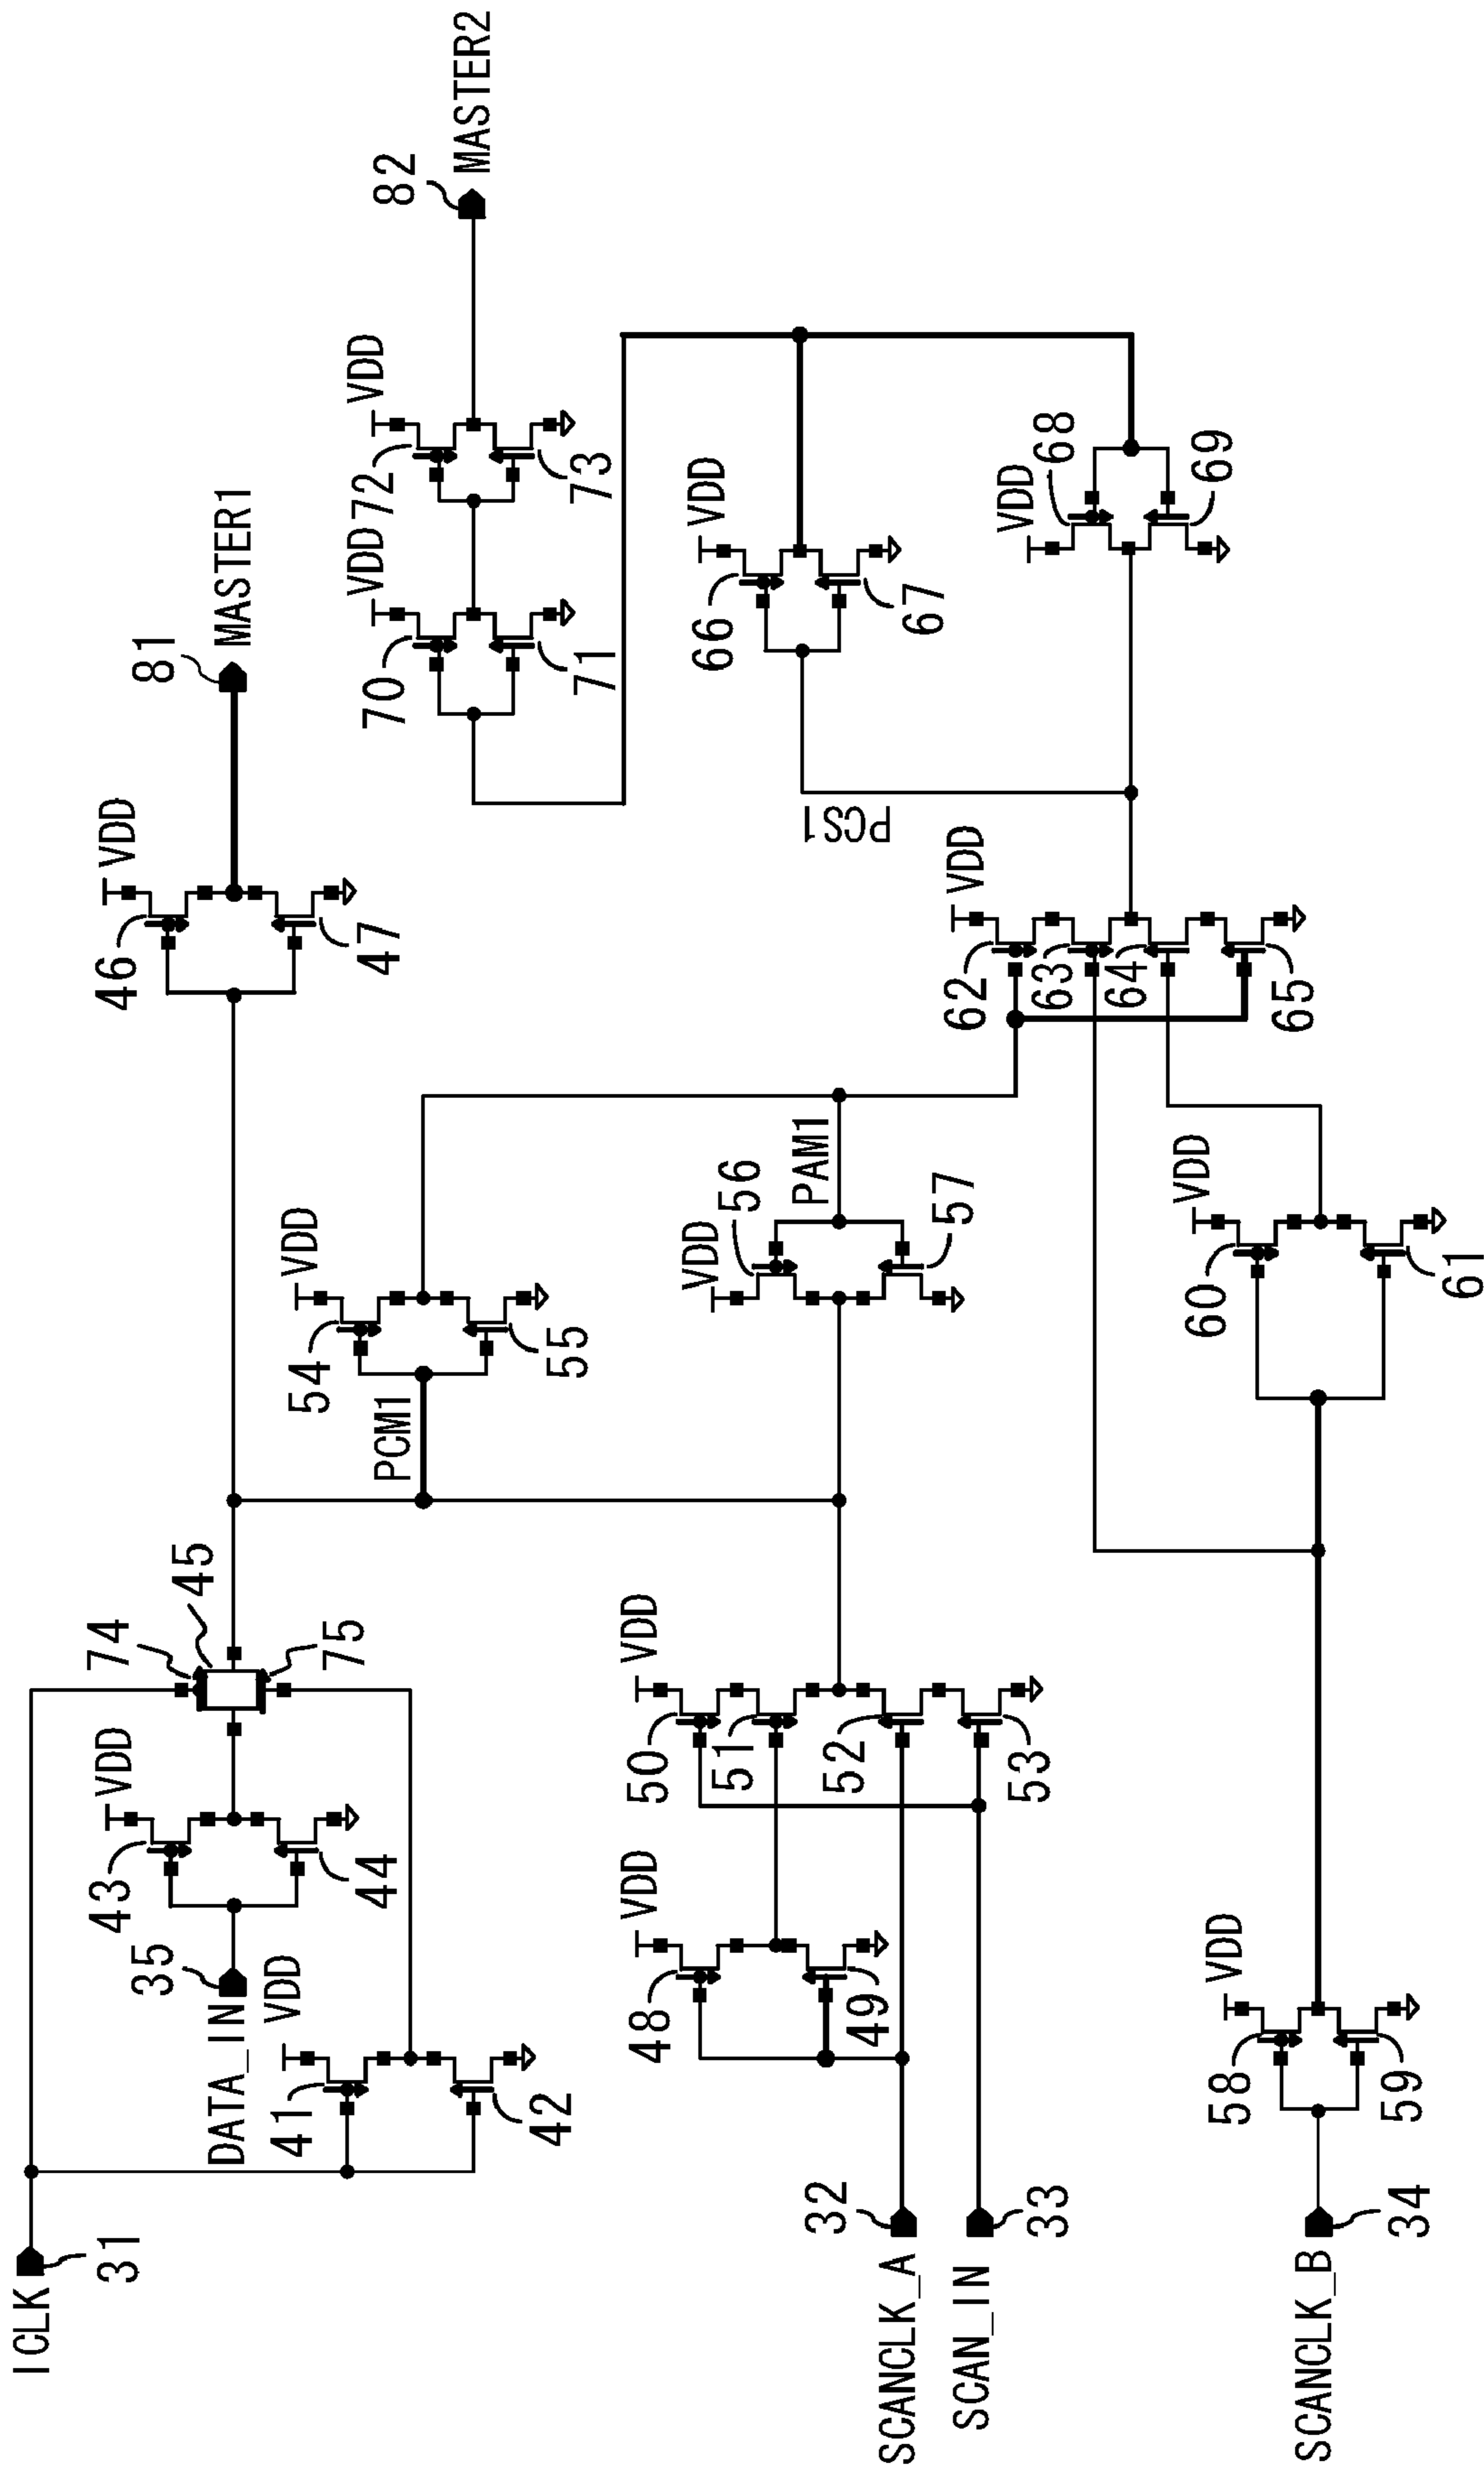 ICLK
31
74
45
75
43
VDD
44
35
DATA_IN
VDD
41
42
46
VDD
47
81
MASTER1
54
VDD
55
PCM1
70
VDD
71
72
VDD
73
82
MASTER2
48
VDD
49
50
VDD
51
52
53
32
SCANCLK_A
33
SCAN_IN
VDD
56
57
PAM1
66
VDD
67
PCS1
VDD
68
69
62
VDD
63
64
65
60
VDD
61
58
VDD
59
34
SCANCLK_B